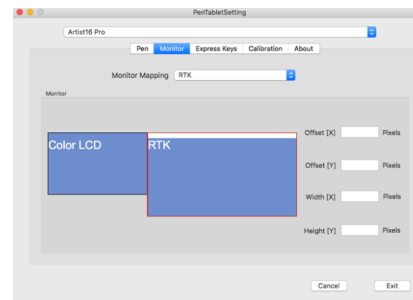 PenTabletSetting
Artist16 Pro
Pen Monitor Express Keys Calibration About
Monitor Mapping RTK
Monitor
Color LCD RTK
Offset [X] Pixels
Offset [Y] Pixels
Width [X] Pixels
Height [Y] Pixels
Cancel Exit